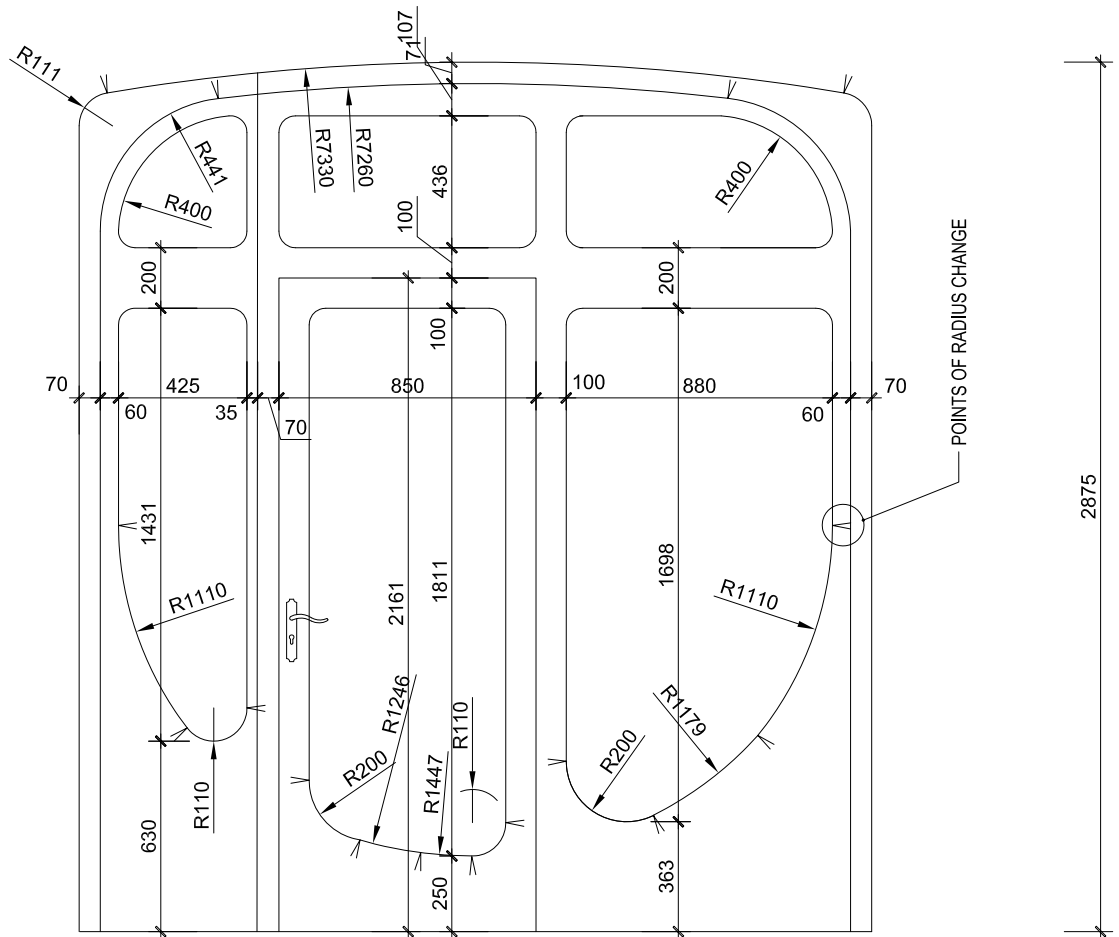 107
71
R111
R7330
R7260
R441
R400
436
R400
100
200
200
100
70
425
850
100
880
70
60
35
60
70
POINTS OF RADIUS CHANGE
2875
1431
2161
1811
1698
R1110
R1110
R1246
R110
R1179
R200
R1447
R200
R110
630
250
363